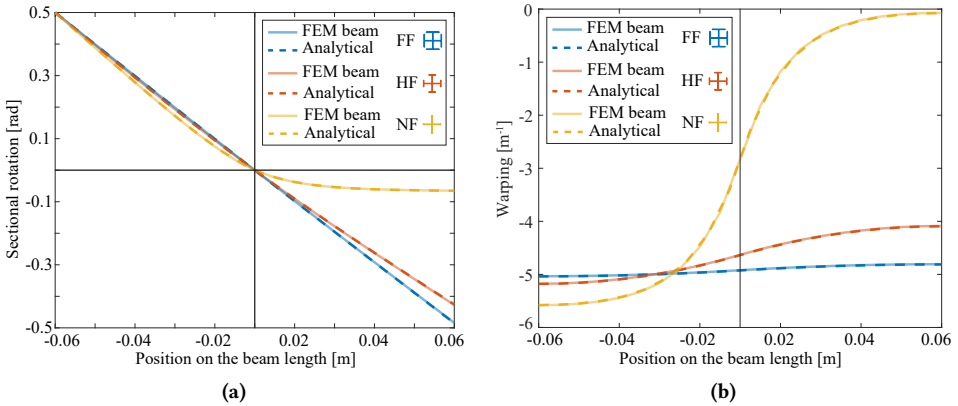 0.5
0.3
0.1
-0.1
-0.3
-0.5
Sectional rotation [rad]
FEM beam
Analytical
FF
FEM beam
Analytical
HF
FEM beam
Analytical
NF
-0.06 -0.04 -0.02 0.02 0.04 0.06
Position on the beam length [m]
(a)
0
-1
-2
-3
-4
-5
-6
Warping [m⁻¹]
FEM beam
Analytical
FF
FEM beam
Analytical
HF
FEM beam
Analytical
NF
-0.06 -0.04 -0.02 0.02 0.04 0.06
Position on the beam length [m]
(b)